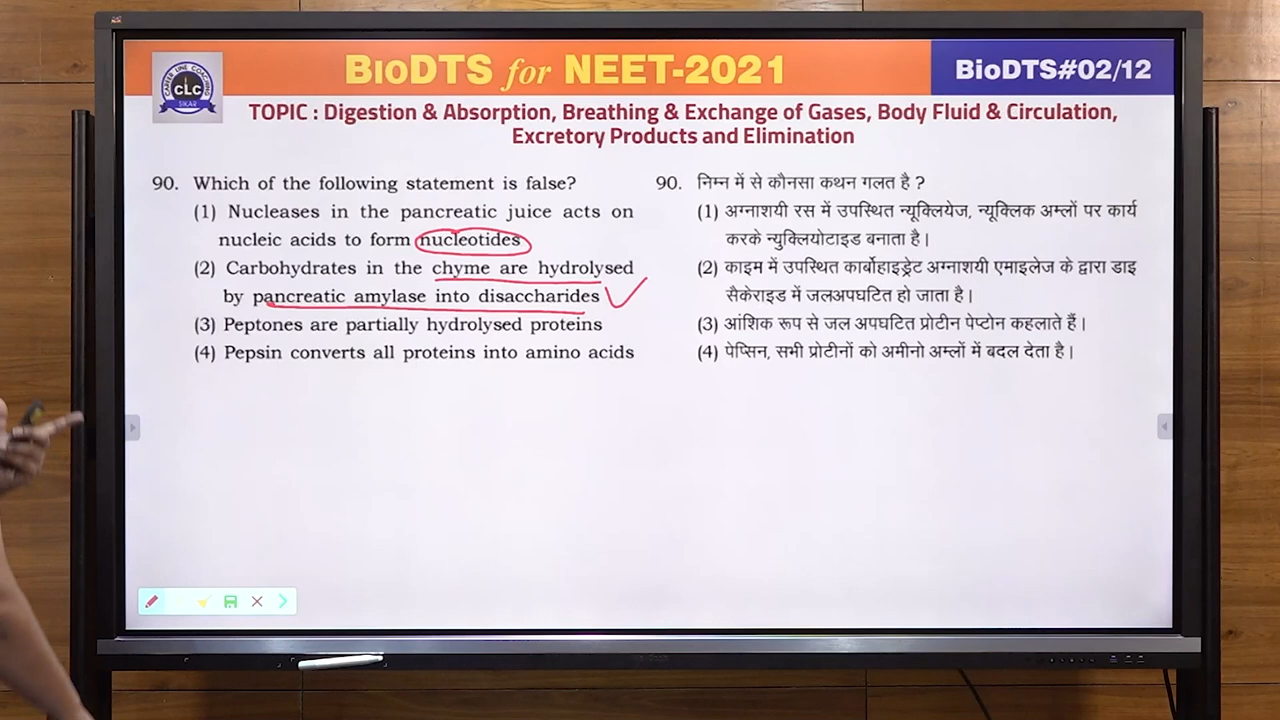 BIODTS for NEET-2021
BIODTS#02/12
CAREER LINE COACHING
CLC
SIKAR
TOPIC : Digestion & Absorption, Breathing & Exchange of Gases, Body Fluid & Circulation,
Excretory Products and Elimination
90. Which of the following statement is false?
(1) Nucleases in the pancreatic juice acts on
nucleic acids to form nucleotides
(2) Carbohydrates in the chyme are hydrolysed
by pancreatic amylase into disaccharides
(3) Peptones are partially hydrolysed proteins
(4) Pepsin converts all proteins into amino acids
90. निम्न में से कौनसा कथन गलत है ?
(1) अग्नाशयी रस में उपस्थित न्यूक्लियेज, न्यूक्लिक अम्लों पर कार्य
करके न्युक्लियोटाइड बनाता है।
(2) काइम में उपस्थित कार्बोहाइड्रेट अग्नाशयी एमाइलेज के द्वारा डाइ
सैकेराइड में जलअपघटित हो जाता है।
(3) आंशिक रूप से जल अपघटित प्रोटीन पेप्टोन कहलाते हैं।
(4) पेप्सिन, सभी प्रोटीनों को अमीनो अम्लों में बदल देता है।